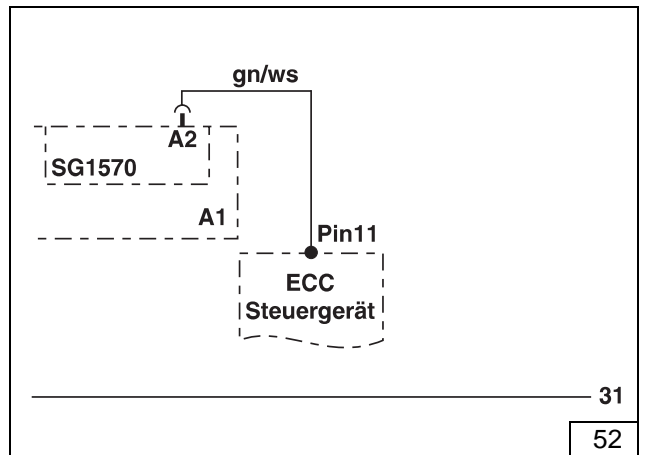 gn/ws
A2
SG1570
A1
Pin11
ECC
Steuergerät
31
52